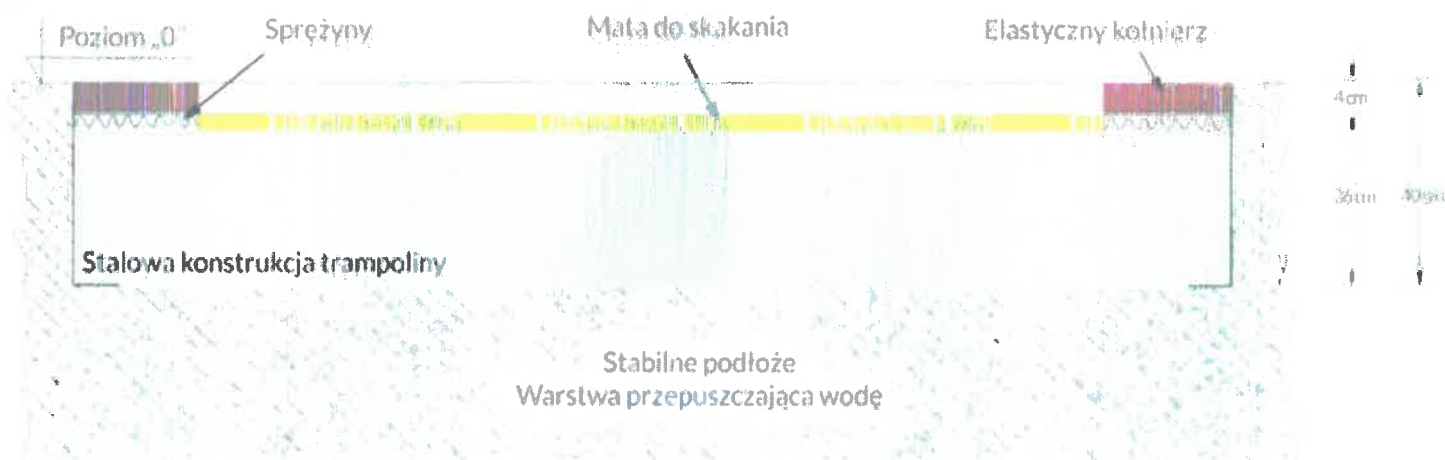 Poziom „0”
Sprężyny
Mata do skakania
Elastyczny kołnierz
4cm
36cm
40cm
Stalowa konstrukcja trampoliny
Stabilne podłoże
Warstwa przepuszczająca wodę